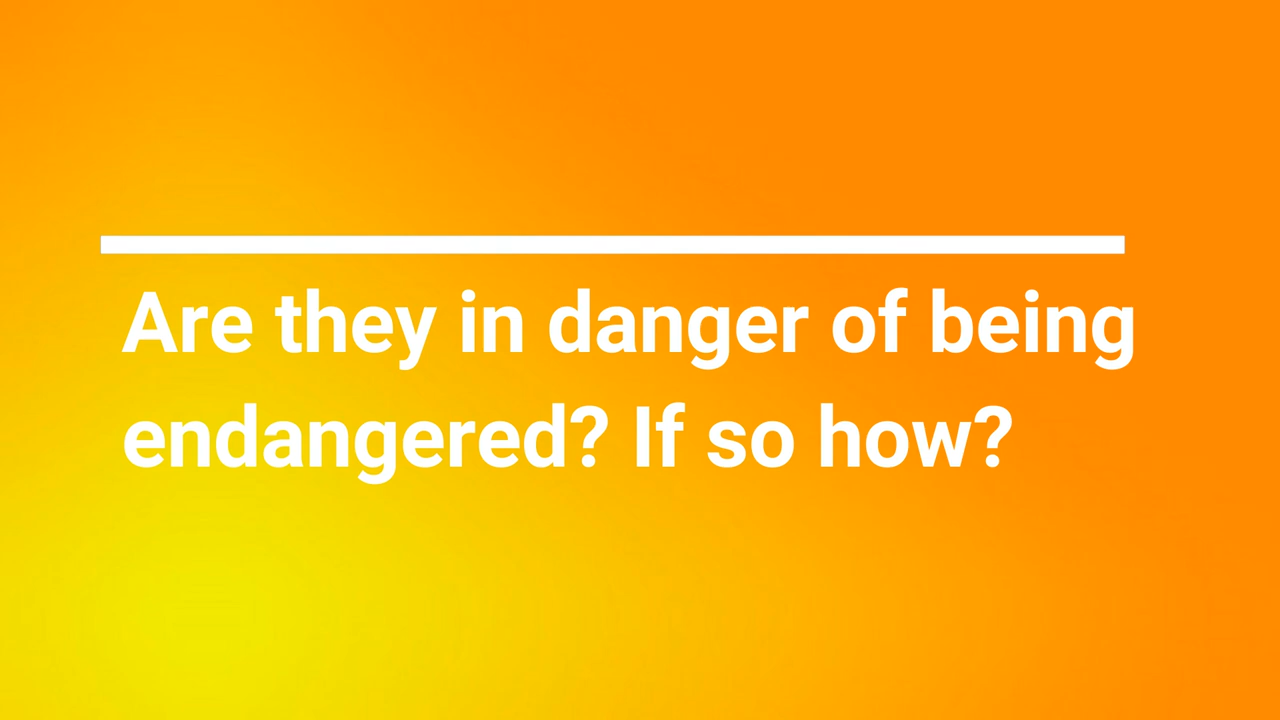 Are they in danger of being
endangered? If so how?